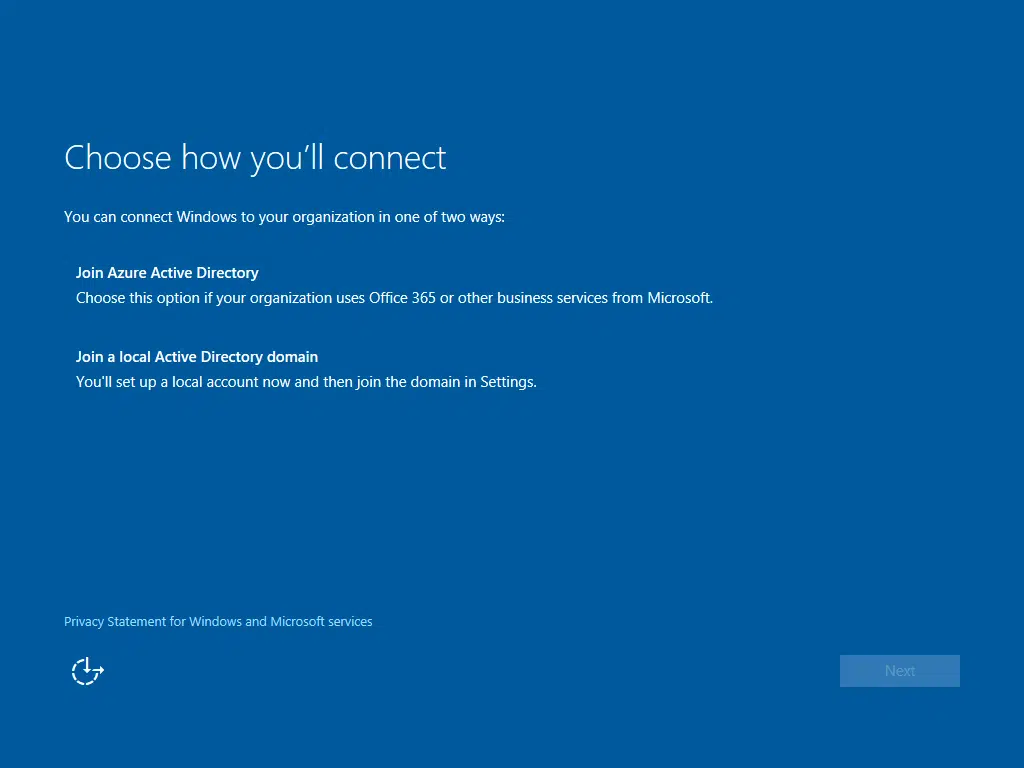 Choose how you’ll connect
You can connect Windows to your organization in one of two ways:
Join Azure Active Directory
Choose this option if your organization uses Office 365 or other business services from Microsoft.
Join a local Active Directory domain
You'll set up a local account now and then join the domain in Settings.
Privacy Statement for Windows and Microsoft services
Next